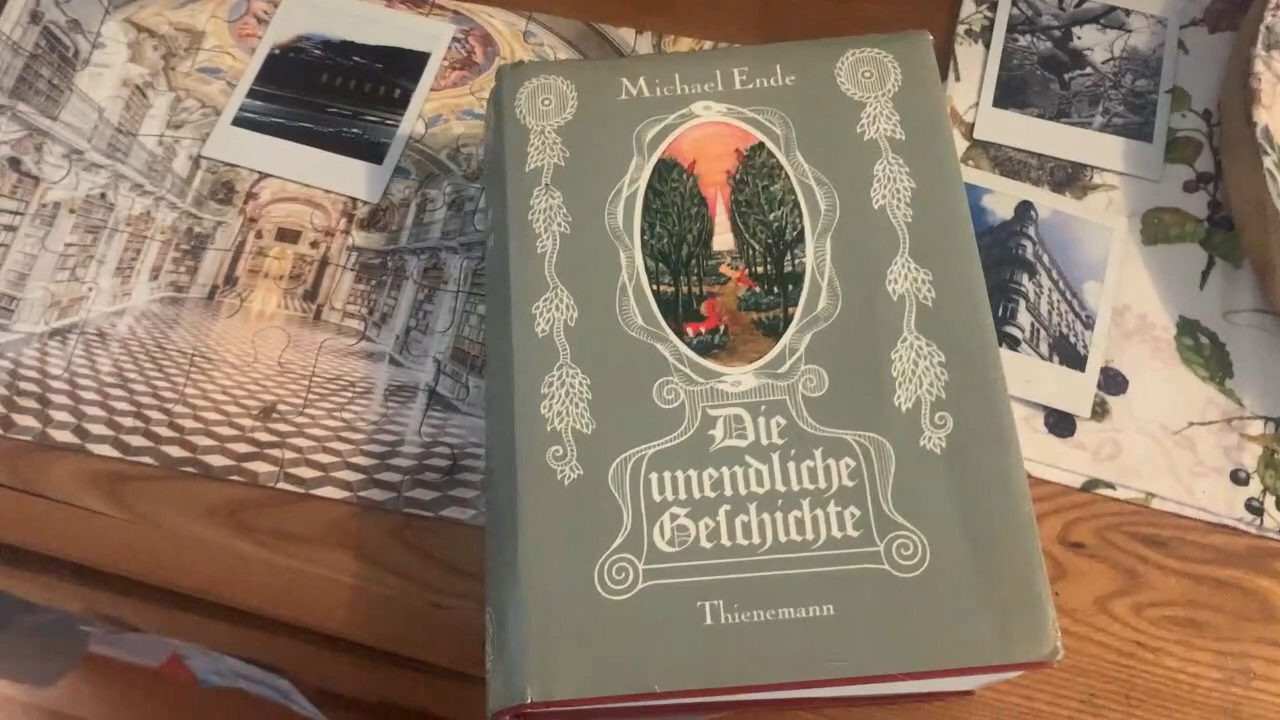 Michael Ende
Die
unendliche
Geſchichte
Thienemann